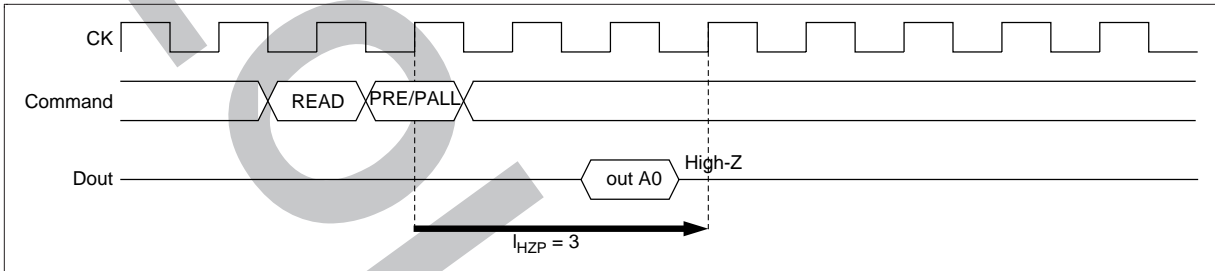 CK
Command
READ
PRE/PALL
Dout
out A0
High-Z
lHZP = 3